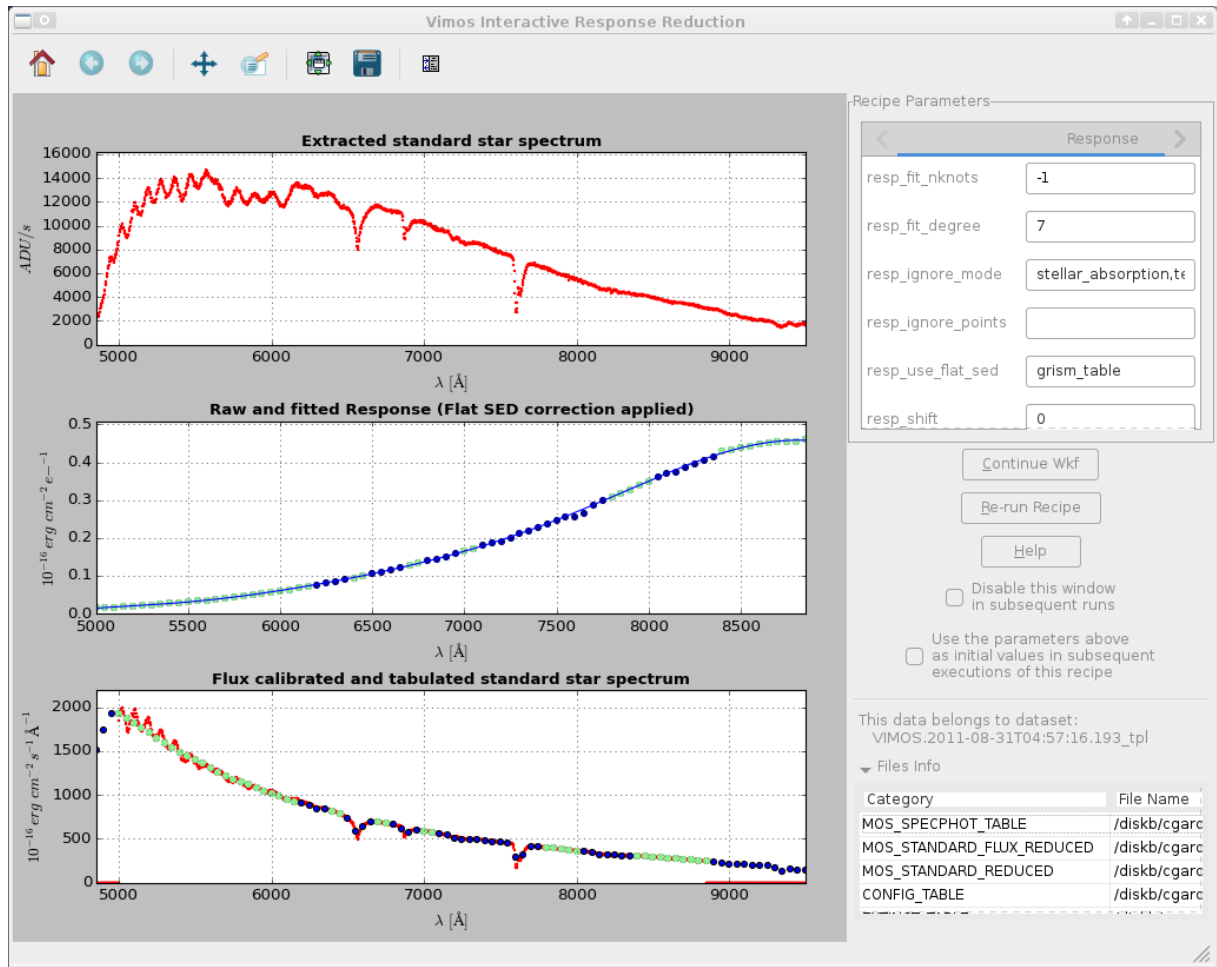 Vimos Interactive Response Reduction
Extracted standard star spectrum
16000
14000
12000
10000
8000
6000
4000
2000
0
ADU/s
5000 6000 7000 8000 9000
λ [Å]
Raw and fitted Response (Flat SED correction applied)
0.5
0.4
0.3
0.2
0.1
0.0
10⁻¹⁶ erg cm⁻² e—⁻¹
5000 5500 6000 6500 7000 7500 8000 8500
λ [Å]
Flux calibrated and tabulated standard star spectrum
2000
1500
1000
500
0
10⁻¹⁶ erg cm⁻² s⁻¹ Å⁻¹
5000 6000 7000 8000 9000
λ [Å]
Recipe Parameters
Response
resp_fit_nknots -1
resp_fit_degree 7
resp_ignore_mode stellar_absorption,te
resp_ignore_points
resp_use_flat_sed grism_table
resp_shift 0
Continue Wkf
Re-run Recipe
Help
Disable this window
in subsequent runs
Use the parameters above
as initial values in subsequent
executions of this recipe
This data belongs to dataset:
VIMOS.2011-08-31T04:57:16.193_tpl
Files Info
Category File Name
MOS_SPECPHOT_TABLE /diskb/cgarc
MOS_STANDARD_FLUX_REDUCED /diskb/cgarc
MOS_STANDARD_REDUCED /diskb/cgarc
CONFIG_TABLE /diskb/cgarc